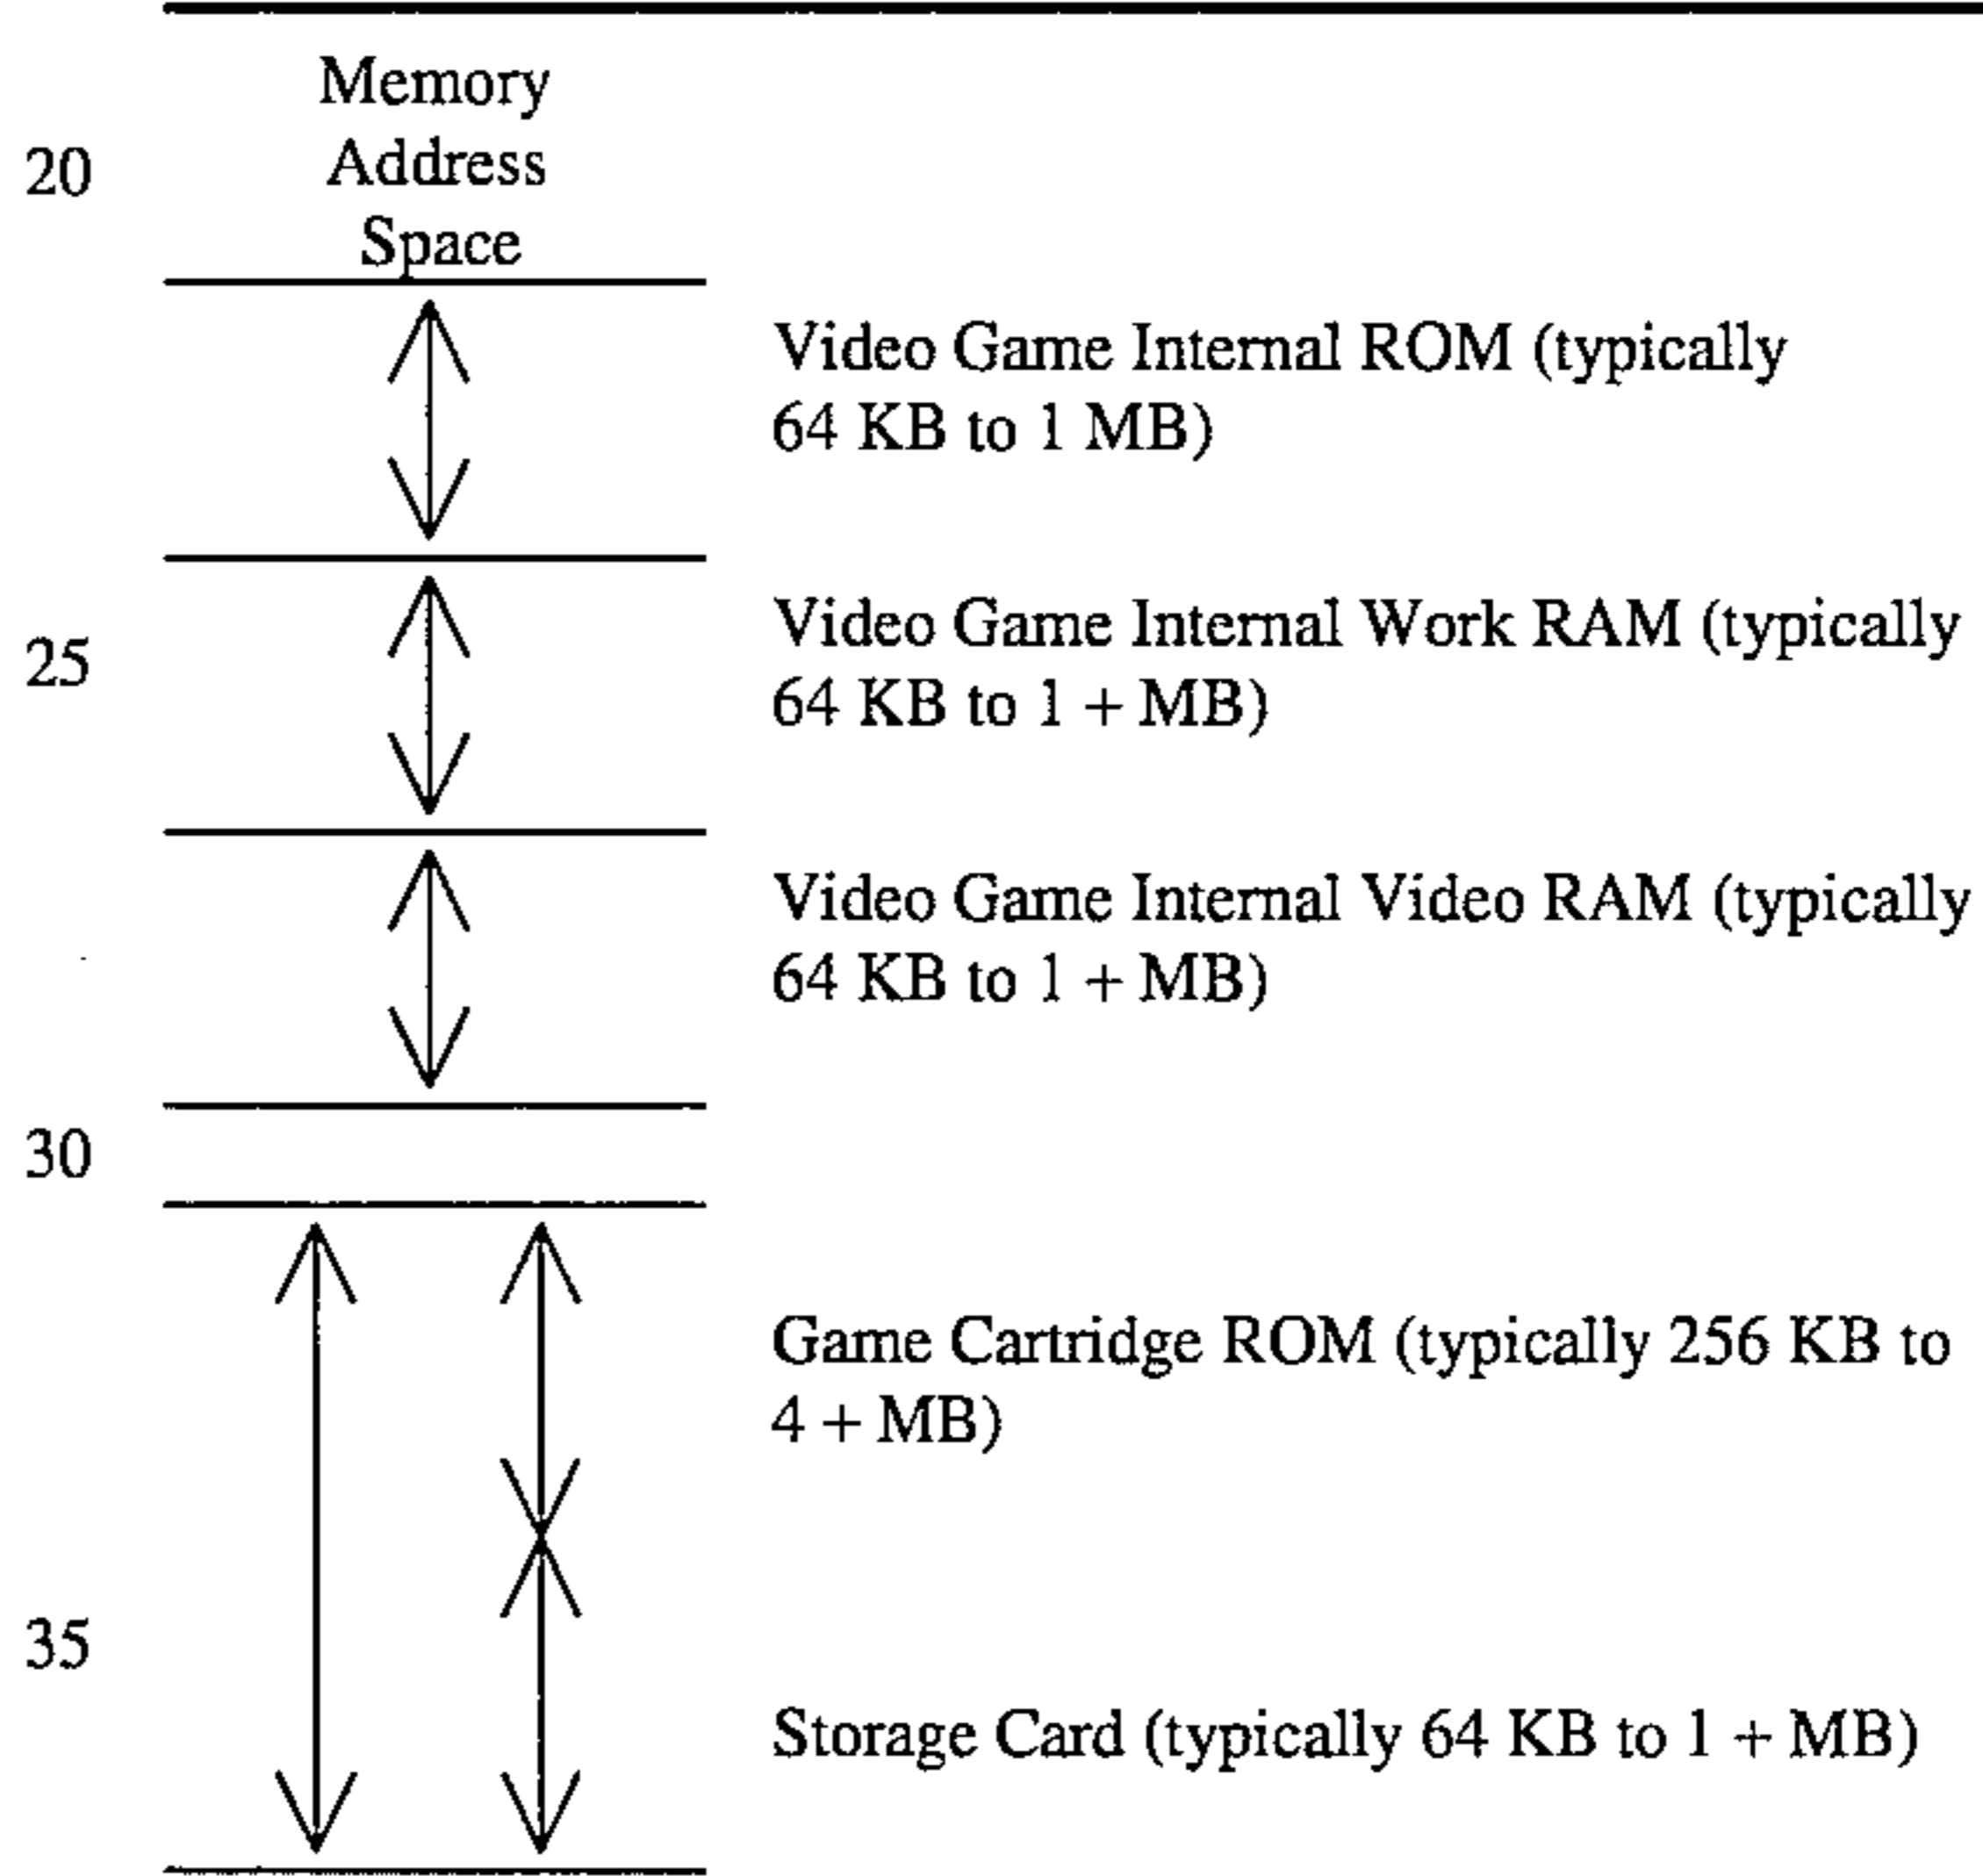 Memory
20 Address
Space
Video Game Internal ROM (typically
64 KB to 1 MB)
25 Video Game Internal Work RAM (typically
64 KB to 1 + MB)
Video Game Internal Video RAM (typically
64 KB to 1 + MB)
30
Game Cartridge ROM (typically 256 KB to
4 + MB)
35
Storage Card (typically 64 KB to 1 + MB)